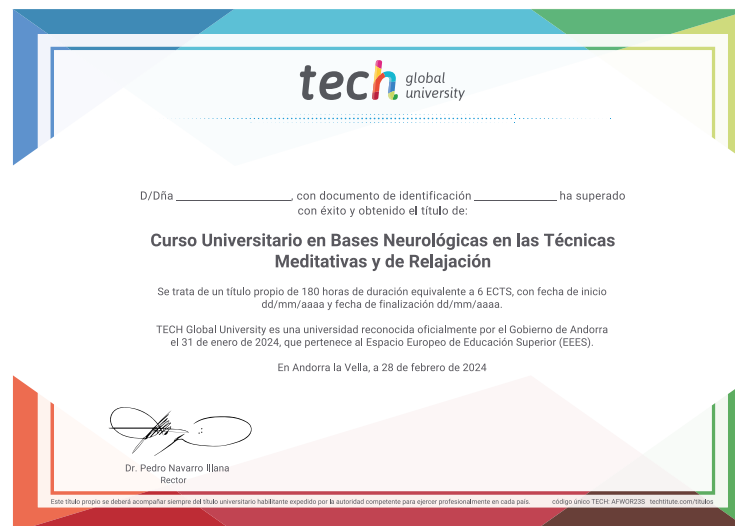 tech global university
D/Dña ____________________, con documento de identificación ______________ ha superado
con éxito y obtenido el título de:
Curso Universitario en Bases Neurológicas en las Técnicas
Meditativas y de Relajación
Se trata de un título propio de 180 horas de duración equivalente a 6 ECTS, con fecha de inicio
dd/mm/aaaa y fecha de finalización dd/mm/aaaa.
TECH Global University es una universidad reconocida oficialmente por el Gobierno de Andorra
el 31 de enero de 2024, que pertenece al Espacio Europeo de Educación Superior (EEES).
En Andorra la Vella, a 28 de febrero de 2024
Dr. Pedro Navarro Illana
Rector
Este título propio se deberá acompañar siempre del título universitario habilitante expedido por la autoridad competente para ejercer profesionalmente en cada país. código único TECH: AFWOR23S techtitute.com/titulos